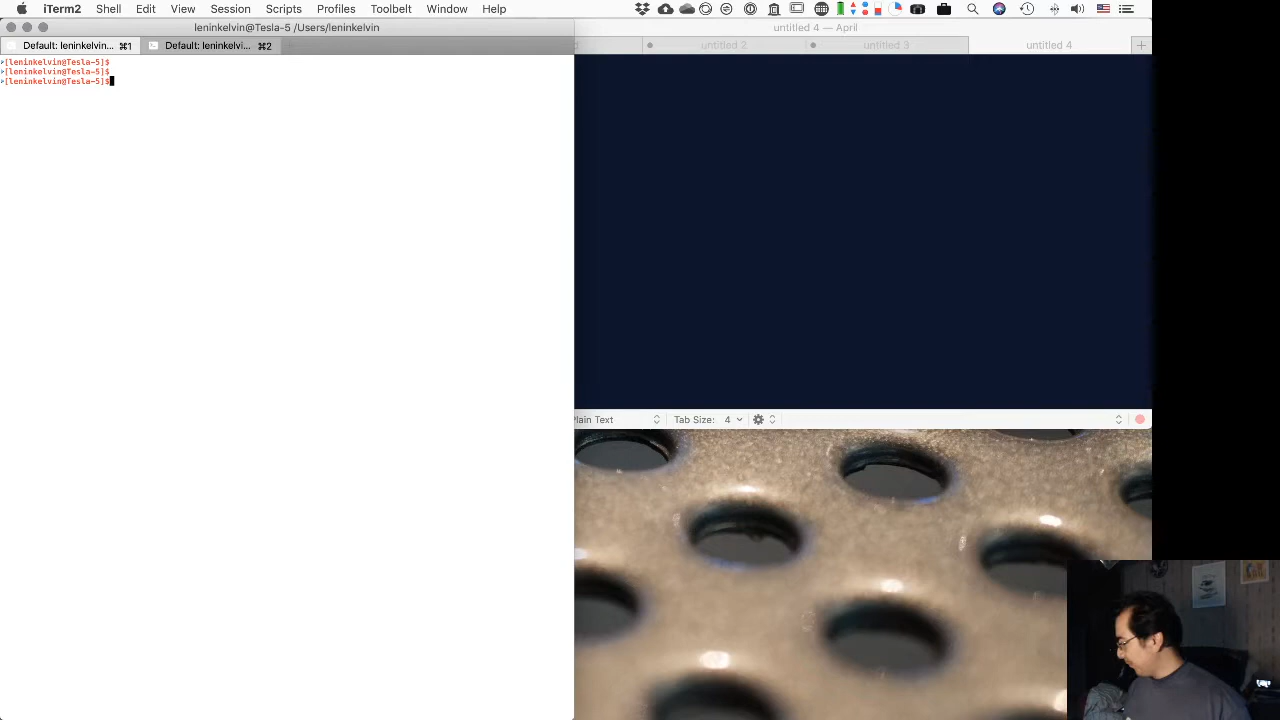 iTerm2 Shell Edit View Session Scripts Profiles Toolbelt Window Help
leninkelvin@Tesla-5 /Users/leninkelvin
Default: leninkelvin... ⌘1 Default: leninkelvi... ⌘2
[leninkelvin@Tesla-5]$
[leninkelvin@Tesla-5]$
[leninkelvin@Tesla-5]$
untitled 4 — April
untitled 2 untitled 3 untitled 4
Plain Text Tab Size: 4